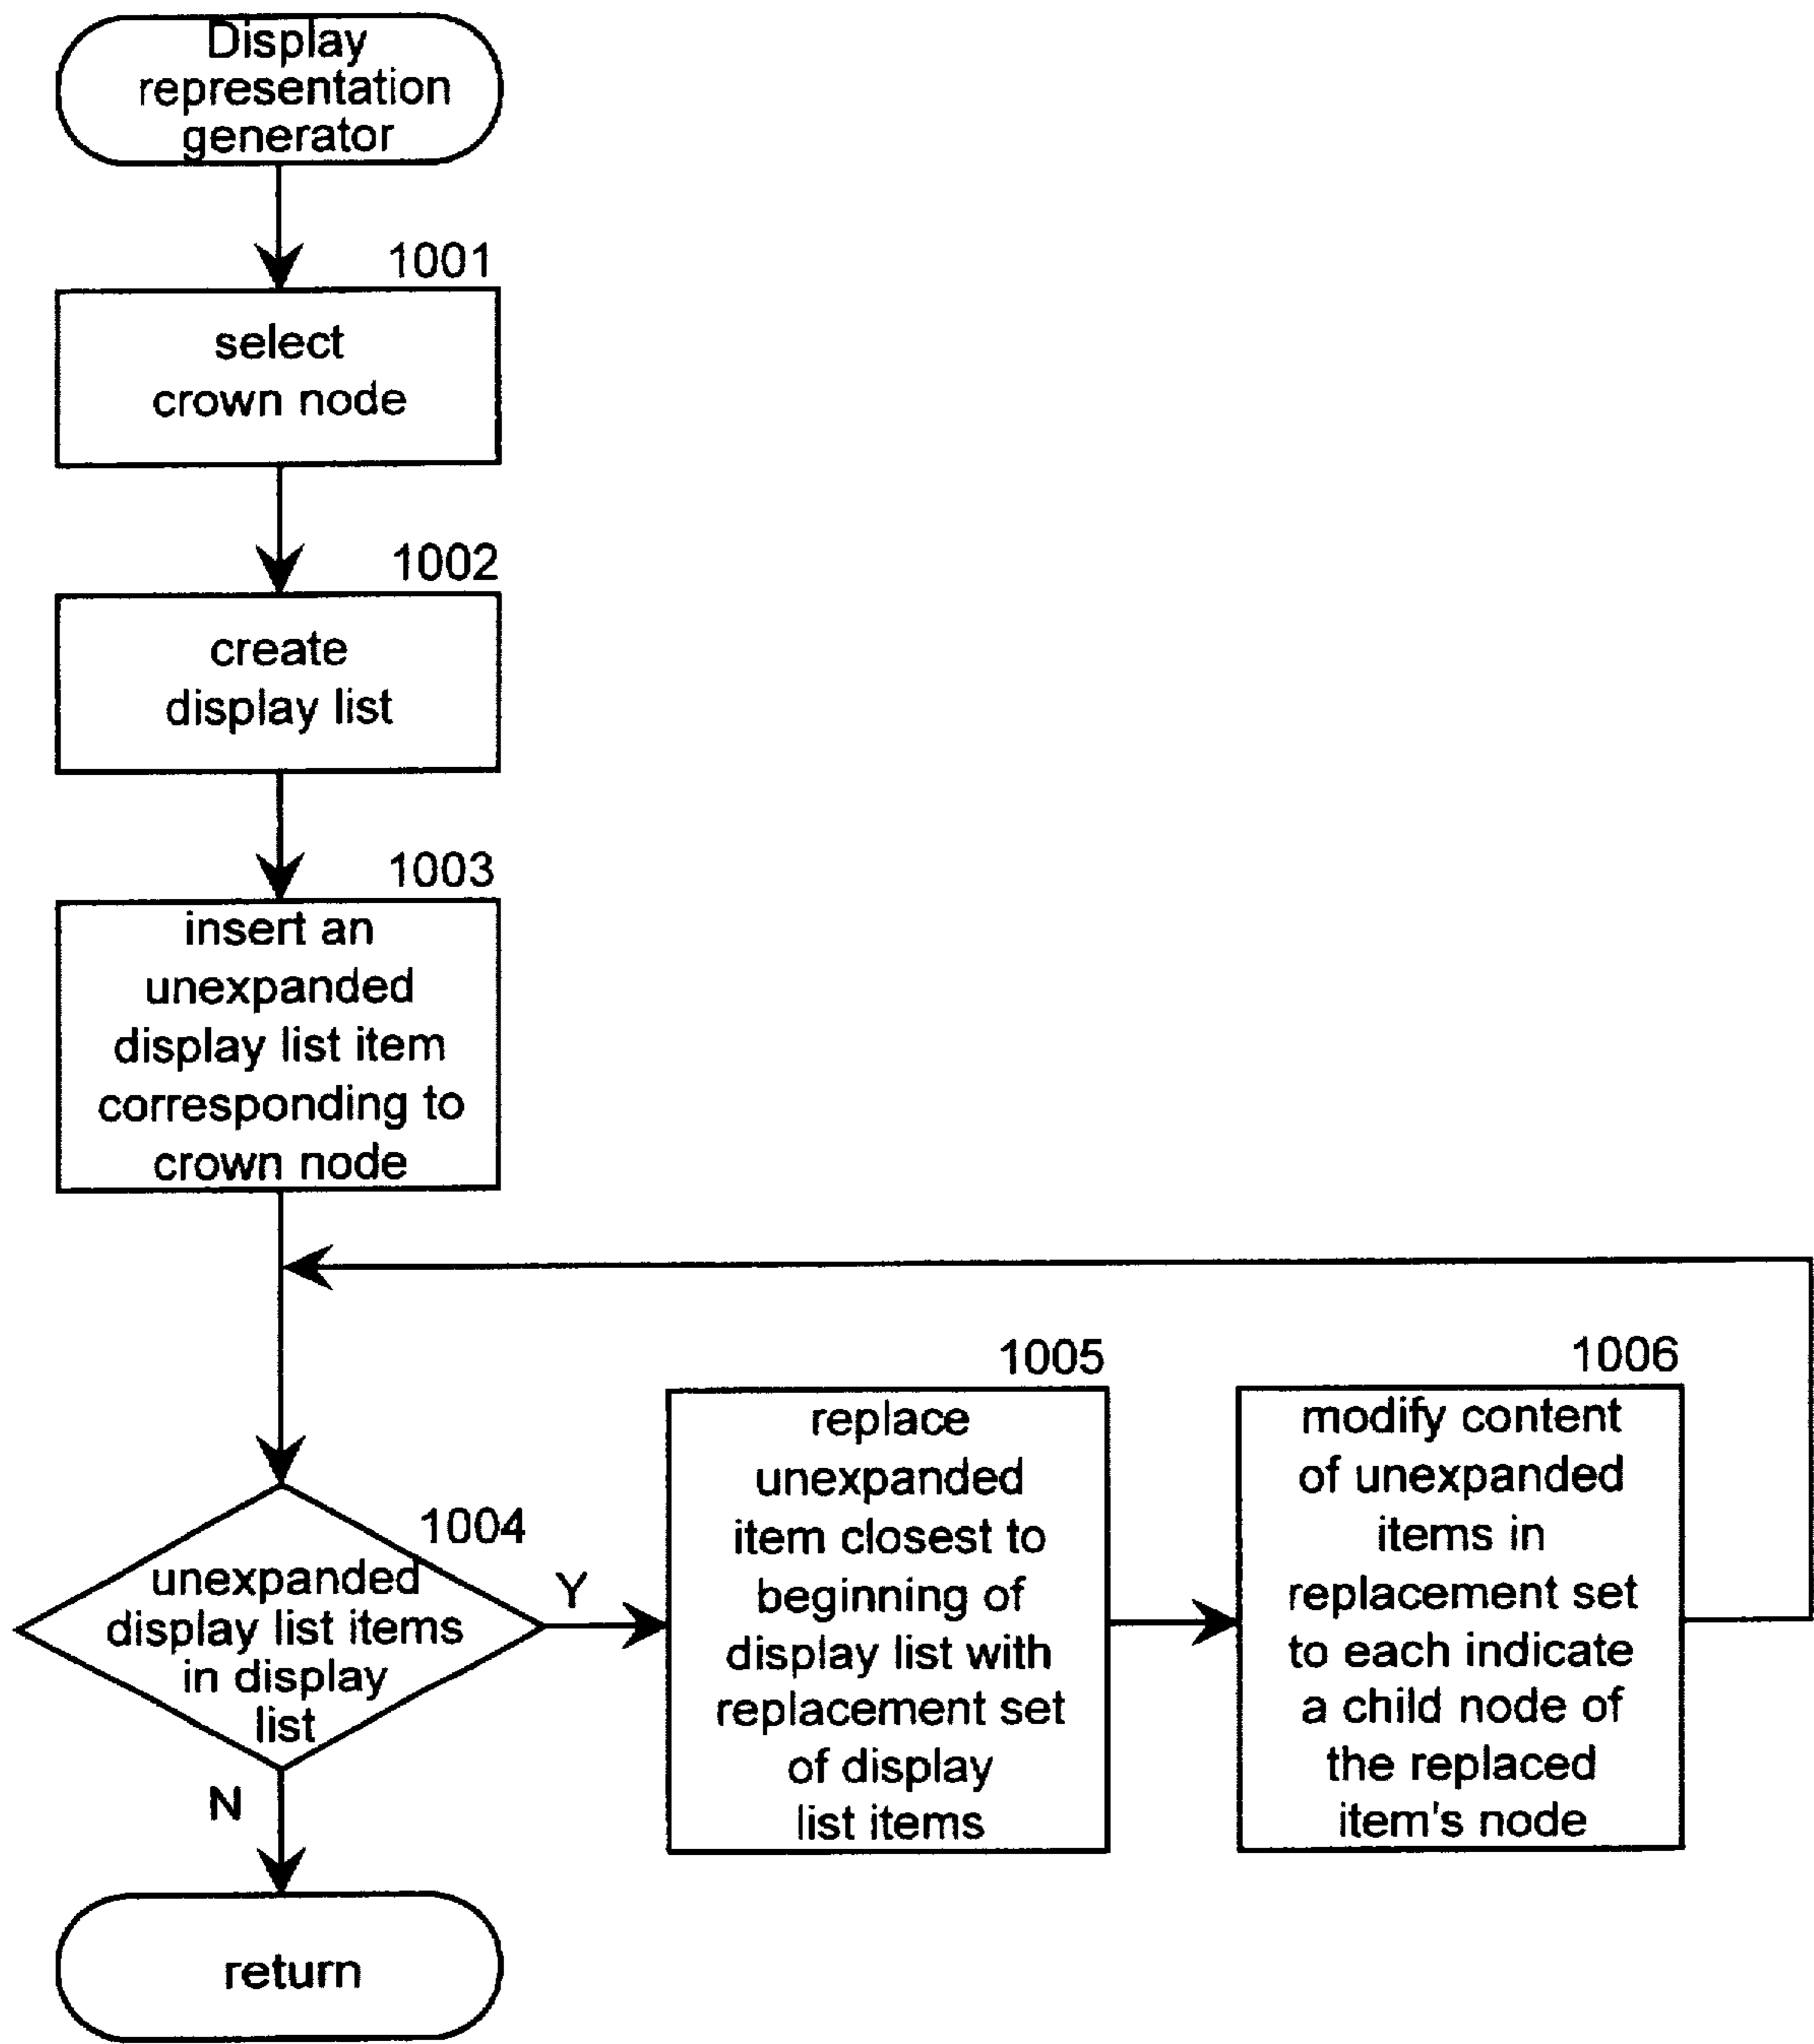 Display
representation
generator
1001
select
crown node
1002
create
display list
1003
insert an
unexpanded
display list item
corresponding to
crown node
1004
unexpanded
display list items
in display
list
Y
N
1005
replace
unexpanded
item closest to
beginning of
display list with
replacement set
of display
list items
1006
modify content
of unexpanded
items in
replacement set
to each indicate
a child node of
the replaced
item's node
return